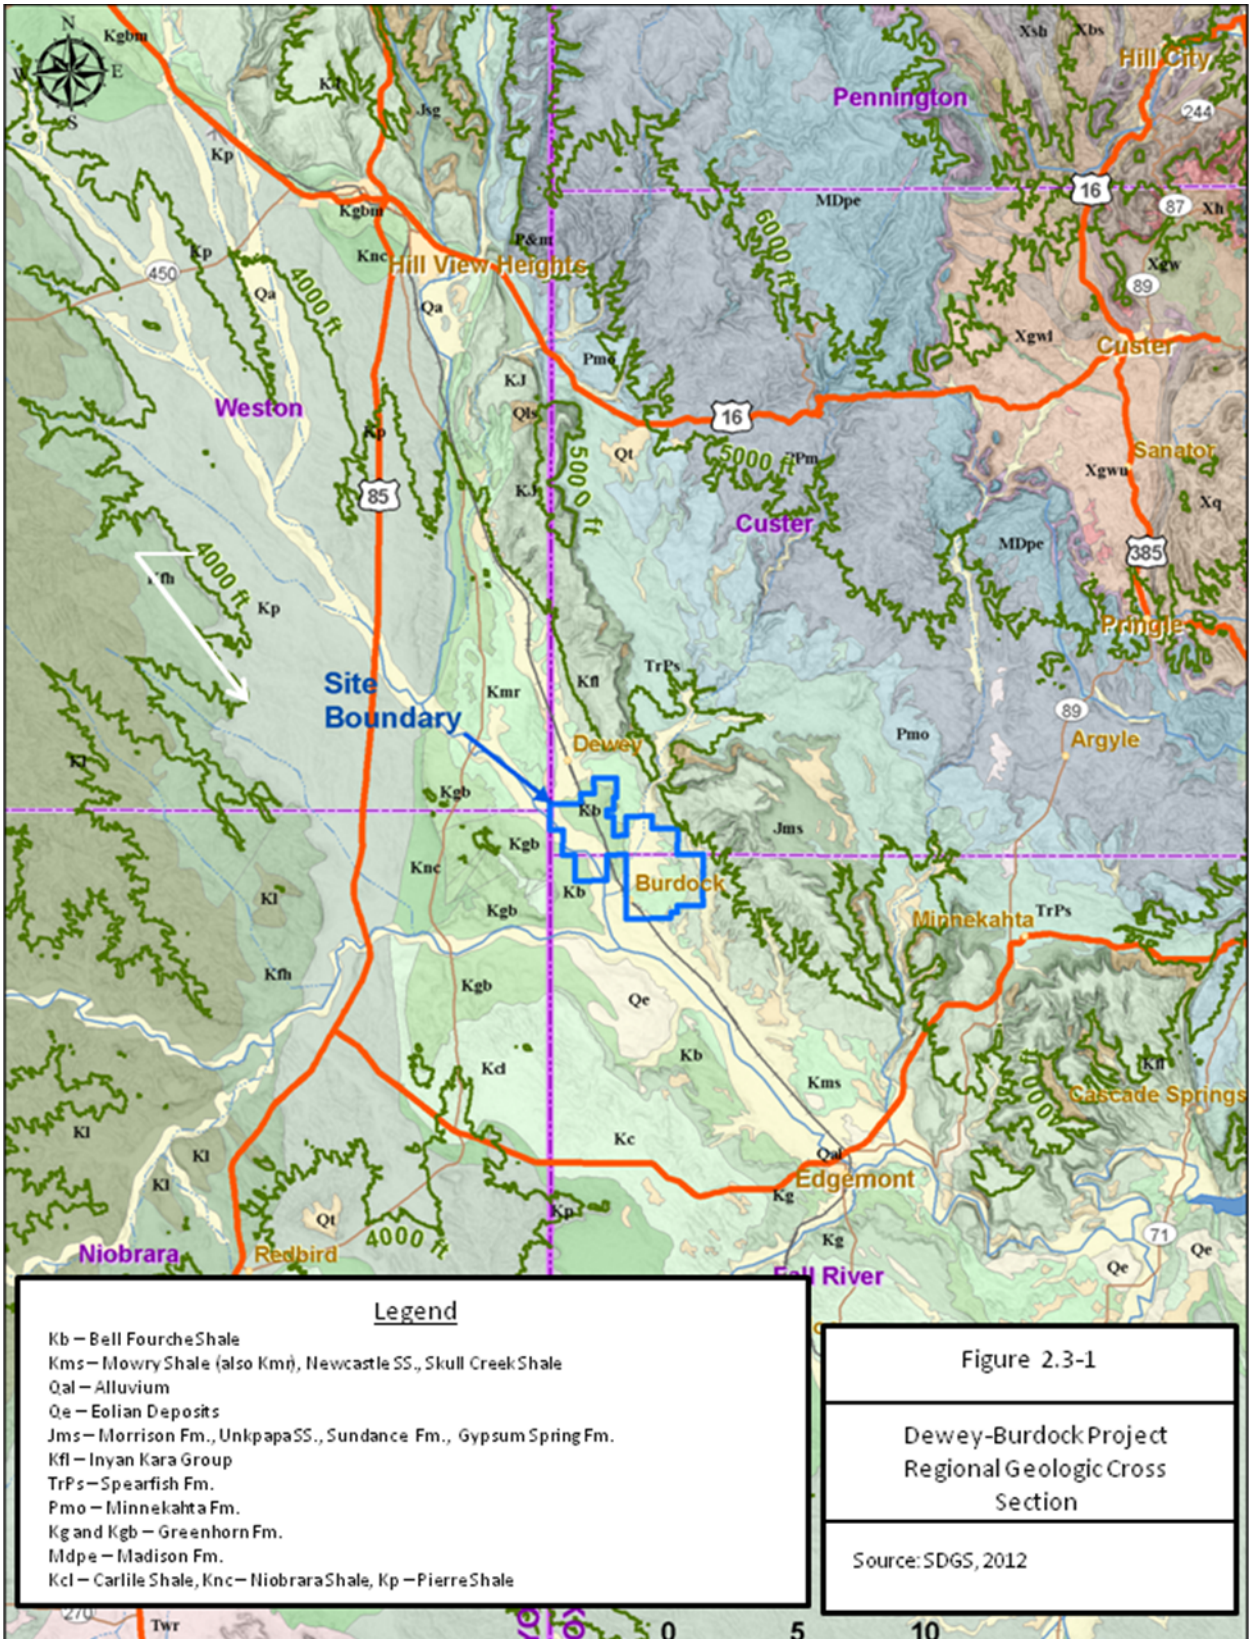 N
Kgbm
Xsh
Xbs
Hill City
W
E
S
Pennington
Jsg
244
Kp
16
MDpe
87
Xh
Kgbm
6000 ft
P&m
Kp
Knc
Hill View Heights
Xgw
450
4000 ft
89
Qa
Qa
Xgwl
Custer
Pmo
KJ
Weston
Qls
16
Kp
5000 ft
Qt
5000 ft
Sanator
Xgwu
KJ
85
Xq
Custer
MDpe
385
4000 ft
Kfh
Kp
Pringle
TrPs
Site
Boundary
Kmr
Kfl
89
Pmo
Argyle
Dewey
Kl
Kgb
Kb
Jms
Kgb
Knc
Burdock
Kb
Kl
Kgb
Minnekahta
TrPs
Kfh
Kgb
Qe
Kcl
Kb
Kms
Kfl
Cascade Springs
Kl
Kc
Kl
Qal
Edgemont
Kl
Kg
Kp
Qt
4000 ft
Kg
71
Qe
Niobrara
Redbird
Qe
Fall River
Legend
Kb – Bell Fourche Shale
Kms – Mowry Shale (also Kmr), Newcastle SS., Skull Creek Shale
Qal – Alluvium
Qe – Eolian Deposits
Jms – Morrison Fm., Unkpapa SS., Sundance Fm., Gypsum Spring Fm.
Kfl – Inyan Kara Group
TrPs – Spearfish Fm.
Pmo – Minnekahta Fm.
Kg and Kgb – Greenhorn Fm.
Mdpe – Madison Fm.
Kcl – Carlile Shale, Knc – Niobrara Shale, Kp – Pierre Shale
Figure 2.3-1
Dewey-Burdock Project
Regional Geologic Cross
Section
Source: SDGS, 2012
270
Twr
0 5 10